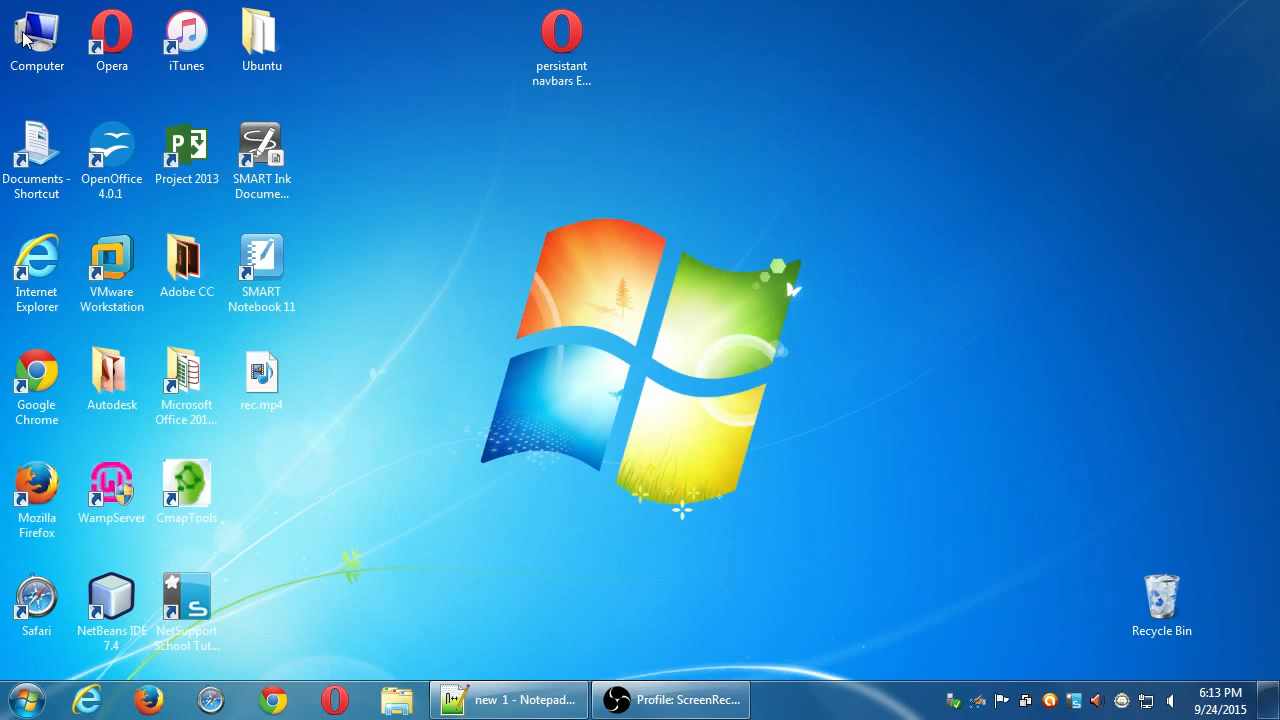 Computer
Opera
iTunes
Ubuntu
persistant
navbars E...
Documents -
Shortcut
OpenOffice
4.0.1
Project 2013
SMART Ink
Docume...
Internet
Explorer
VMware
Workstation
Adobe CC
SMART
Notebook 11
Google
Chrome
Autodesk
Microsoft
Office 201...
rec.mp4
Mozilla
Firefox
WampServer
CmapTools
Safari
NetBeans IDE
7.4
NetSupport
School Tut...
Recycle Bin
new 1 - Notepad...
Profile: ScreenRec...
6:13 PM
9/24/2015